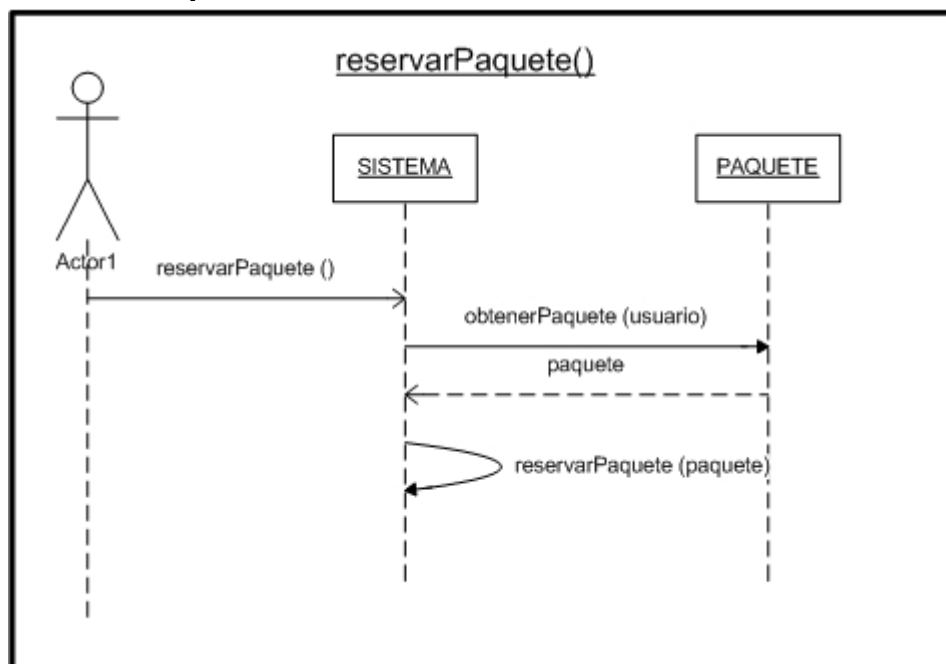 reservarPaquete()
SISTEMA
PAQUETE
Actor1
reservarPaquete ()
obtenerPaquete (usuario)
paquete
reservarPaquete (paquete)